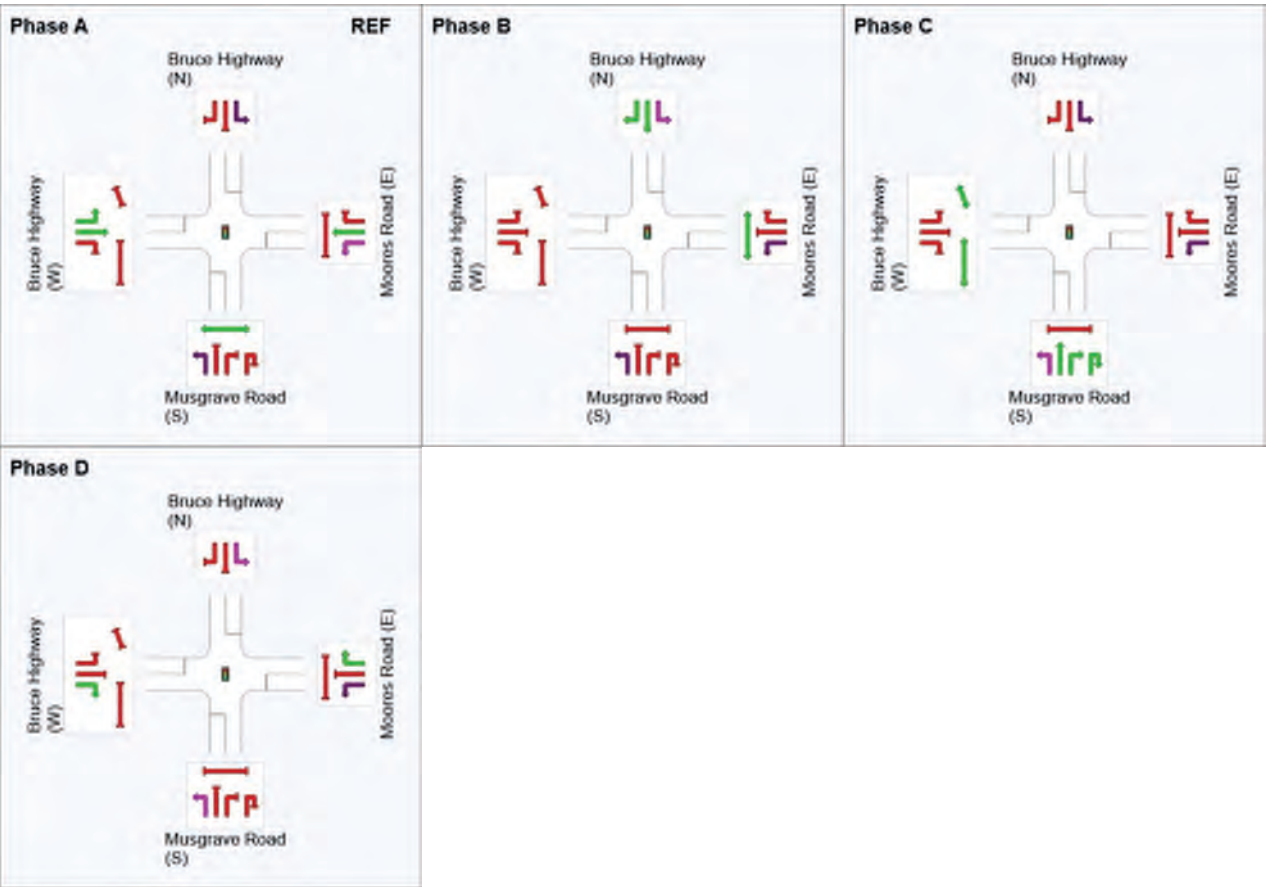 Phase A REF
Bruce Highway
(N)
Bruce Highway
(W)
Moores Road (E)
Musgrave Road
(S)
Phase B
Bruce Highway
(N)
Bruce Highway
(W)
Moores Road (E)
Musgrave Road
(S)
Phase C
Bruce Highway
(N)
Bruce Highway
(W)
Moores Road (E)
Musgrave Road
(S)
Phase D
Bruce Highway
(N)
Bruce Highway
(W)
Moores Road (E)
Musgrave Road
(S)